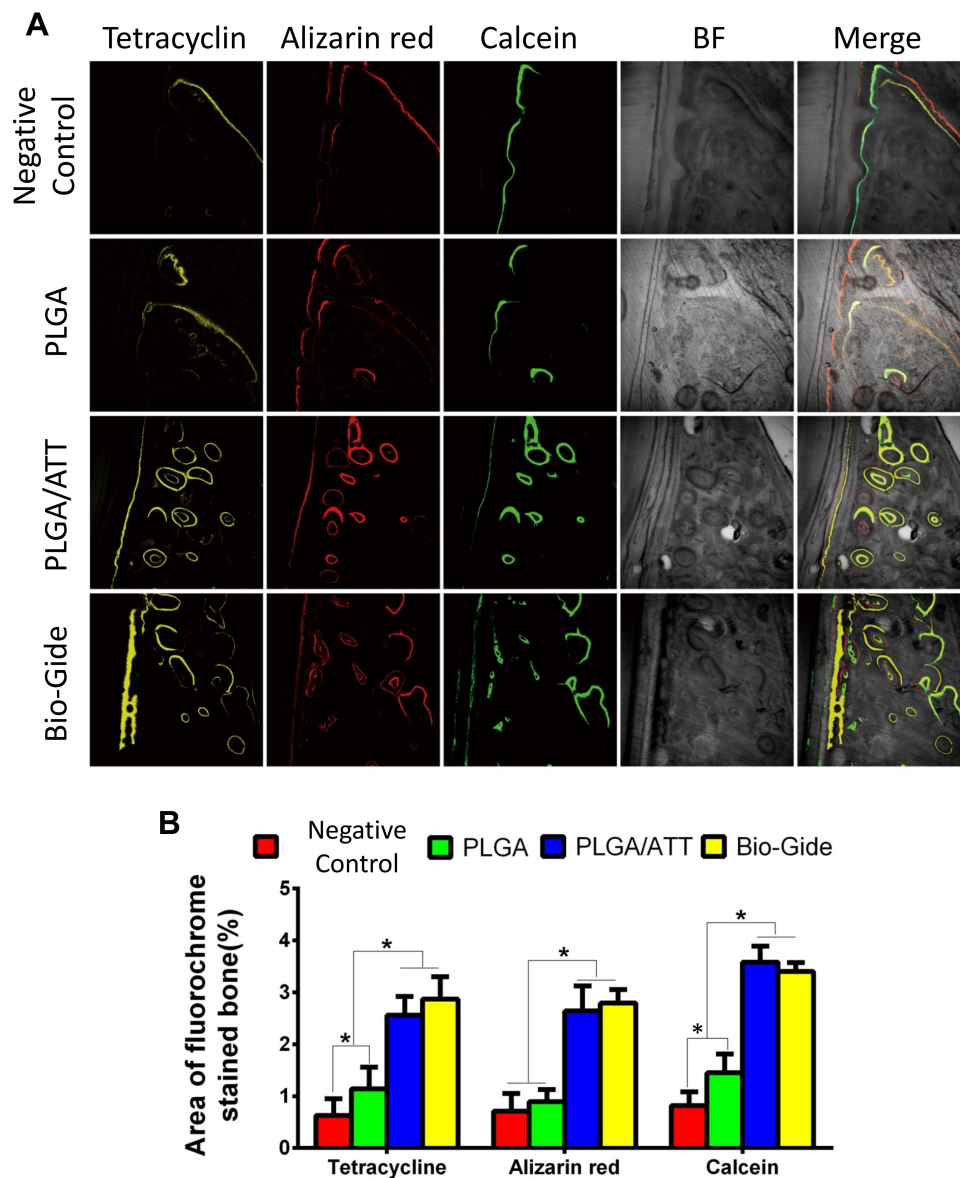 A
Tetracyclin Alizarin red Calcein BF Merge
Negative
Control
PLGA
PLGA/ATT
Bio-Gide
B
Negative
Control
PLGA
PLGA/ATT
Bio-Gide
Area of fluorochrome
stained bone(%)
5
4
3
2
1
0
* * * * *
Tetracycline Alizarin red Calcein